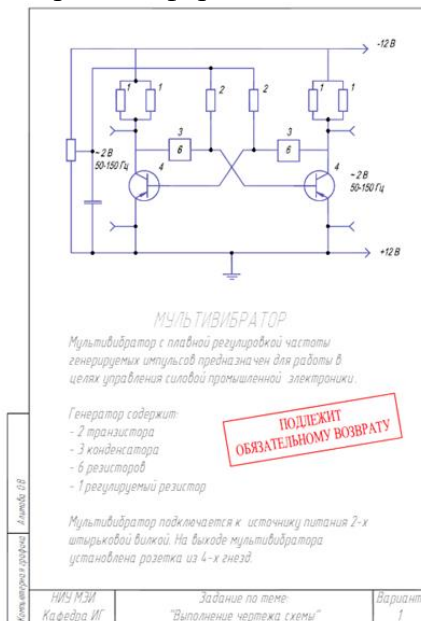 -12 В
1 1 2 2 1 1
3 3
6 6
4 4
~2 В
50-150 Гц
~2 В
50-150 Гц
+12 В
МУЛЬТИВИБРАТОР
Мультивибратор с плавной регулировкой частоты
генерируемых импульсов предназначен для работы в
целях управления силовой промышленной электроники.
Генератор содержит:
- 2 транзистора
- 3 конденсатора
- 6 резисторов
- 1 регулируемый резистор
ПОДЛЕЖИТ
ОБЯЗАТЕЛЬНОМУ ВОЗВРАТУ
Мультивибратор подключается к источнику питания 2-х
штырьковой вилкой. На выходе мультивибратора
установлена розетка из 4-х гнезд.
Компьютерная графика
Алимова О.В
НИУ МЭИ
Кафедра ИГ
Задание по теме:
"Выполнение чертежа схемы"
Вариант
1